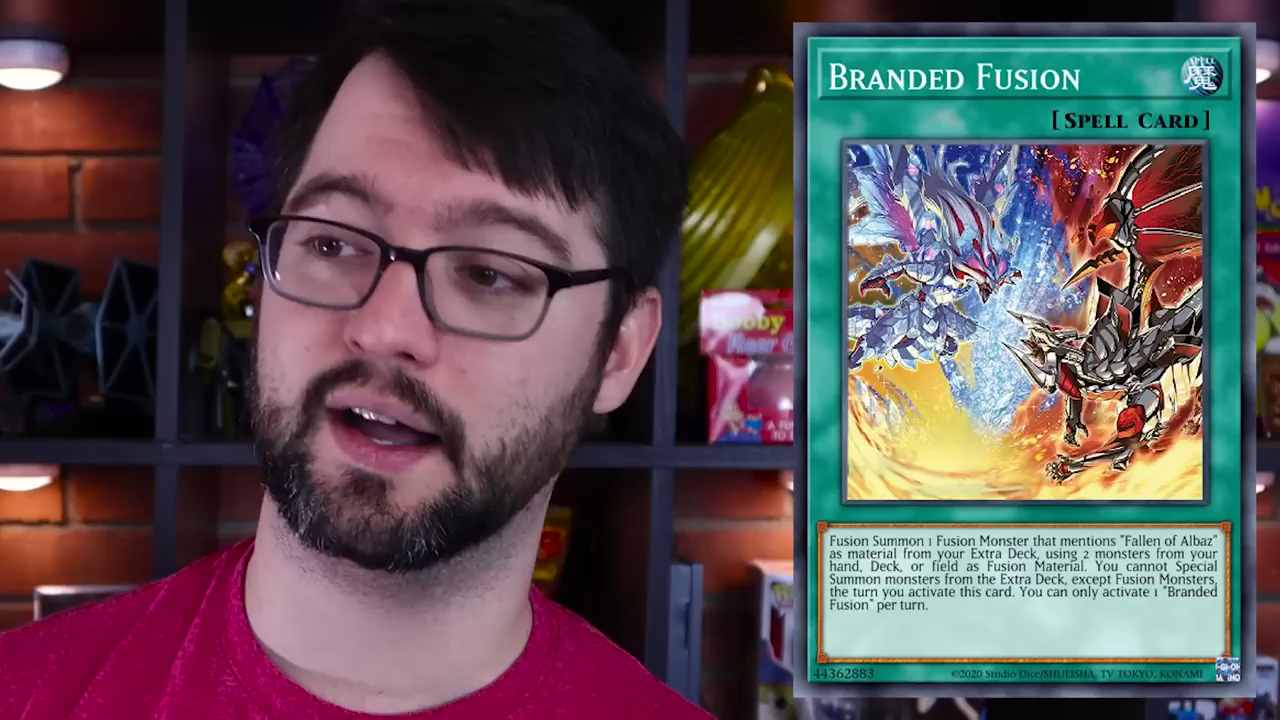 BRANDED FUSION
SPELL
魔
[ SPELL CARD ]
Fusion Summon 1 Fusion Monster that mentions "Fallen of Albaz"
as material from your Extra Deck, using 2 monsters from your
hand, Deck, or field as Fusion Material. You cannot Special
Summon monsters from the Extra Deck, except Fusion Monsters,
the turn you activate this card. You can only activate 1 "Branded
Fusion" per turn.
44362883
©2020 Studio Dice/SHUEISHA, TV TOKYO, KONAMI